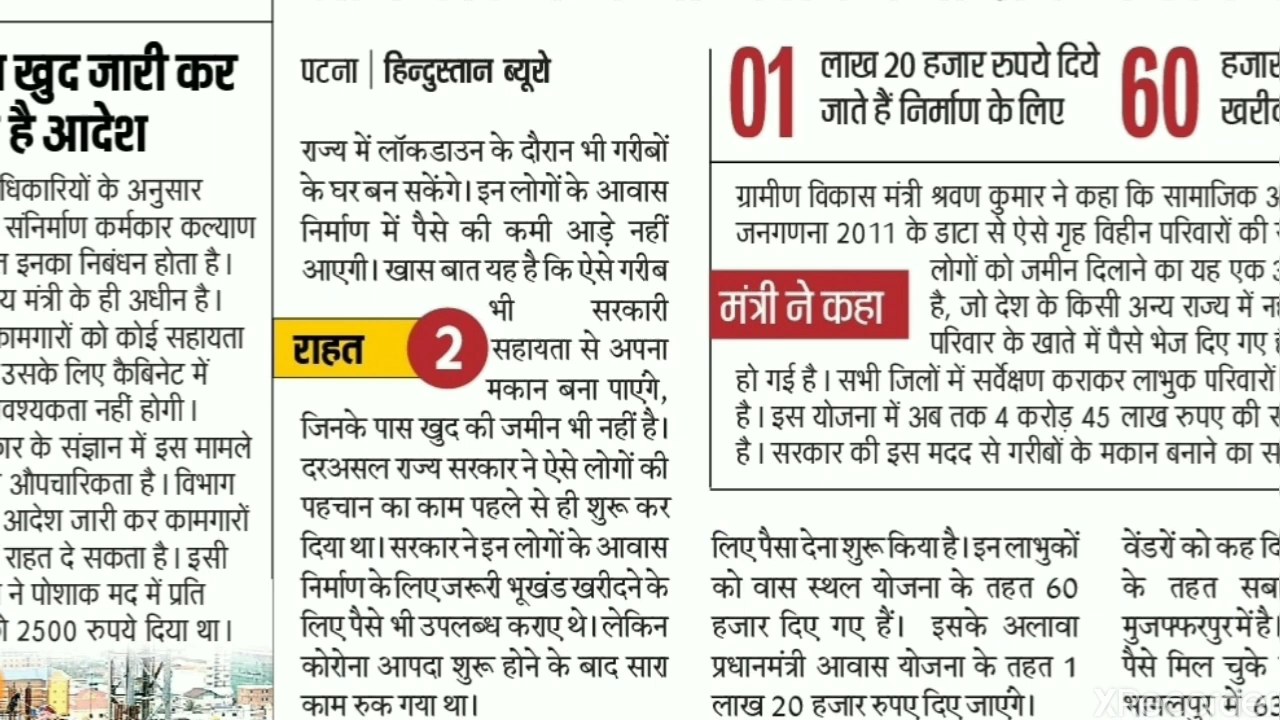 खुद जारी कर
है आदेश
के अनुसार
संनिर्माण कर्मकार कल्याण
इनका निबंधन होता है।
मंत्री के ही अधीन है।
कामगारों को कोई सहायता
उसके लिए कैबिनेट में
नहीं होगी।
के संज्ञान में इस मामले
औपचारिकता है। विभाग
आदेश जारी कर कामगारों
राहत दे सकता है। इसी
ने पोशाक मद में प्रति
2500 रुपये दिया था।
पटना | हिन्दुस्तान ब्यूरो
राज्य में लॉकडाउन के दौरान भी गरीबों
के घर बन सकेंगे। इन लोगों के आवास
निर्माण में पैसे की कमी आड़े नहीं
आएगी। खास बात यह है कि ऐसे गरीब
भी सरकारी
राहत 2
सहायता से अपना
मकान बना पाएंगे,
जिनके पास खुद की जमीन भी नहीं है।
दरअसल राज्य सरकार ने ऐसे लोगों की
पहचान का काम पहले से ही शुरू कर
दिया था। सरकार ने इन लोगों के आवास
निर्माण के लिए जरूरी भूखंड खरीदने के
लिए पैसे भी उपलब्ध कराए थे। लेकिन
कोरोना आपदा शुरू होने के बाद सारा
काम रुक गया था।
01 लाख 20 हजार रुपये दिये
जाते हैं निर्माण के लिए
60
ग्रामीण विकास मंत्री श्रवण कुमार ने कहा कि सामाजिक
जनगणना 2011 के डाटा से ऐसे गृह विहीन परिवारों की
लोगों को जमीन दिलाने का यह एक
मंत्री ने कहा
है, जो देश के किसी अन्य राज्य में
परिवार के खाते में पैसे भेज दिए गए
हो गई है। सभी जिलों में सर्वेक्षण कराकर लाभुक परिवारों
है। इस योजना में अब तक 4 करोड़ 45 लाख रुपए की
है। सरकार की इस मदद से गरीबों के मकान बनाने का
लिए पैसा देना शुरू किया है। इन लाभुकों
को वास स्थल योजना के तहत 60
हजार दिए गए हैं। इसके अलावा
प्रधानमंत्री आवास योजना के तहत 1
लाख 20 हजार रुपए दिए जाएंगे।
वेंडरों को कह
के तहत
मुजफ्फरपुर में है।
पैसे मिल चुके
में